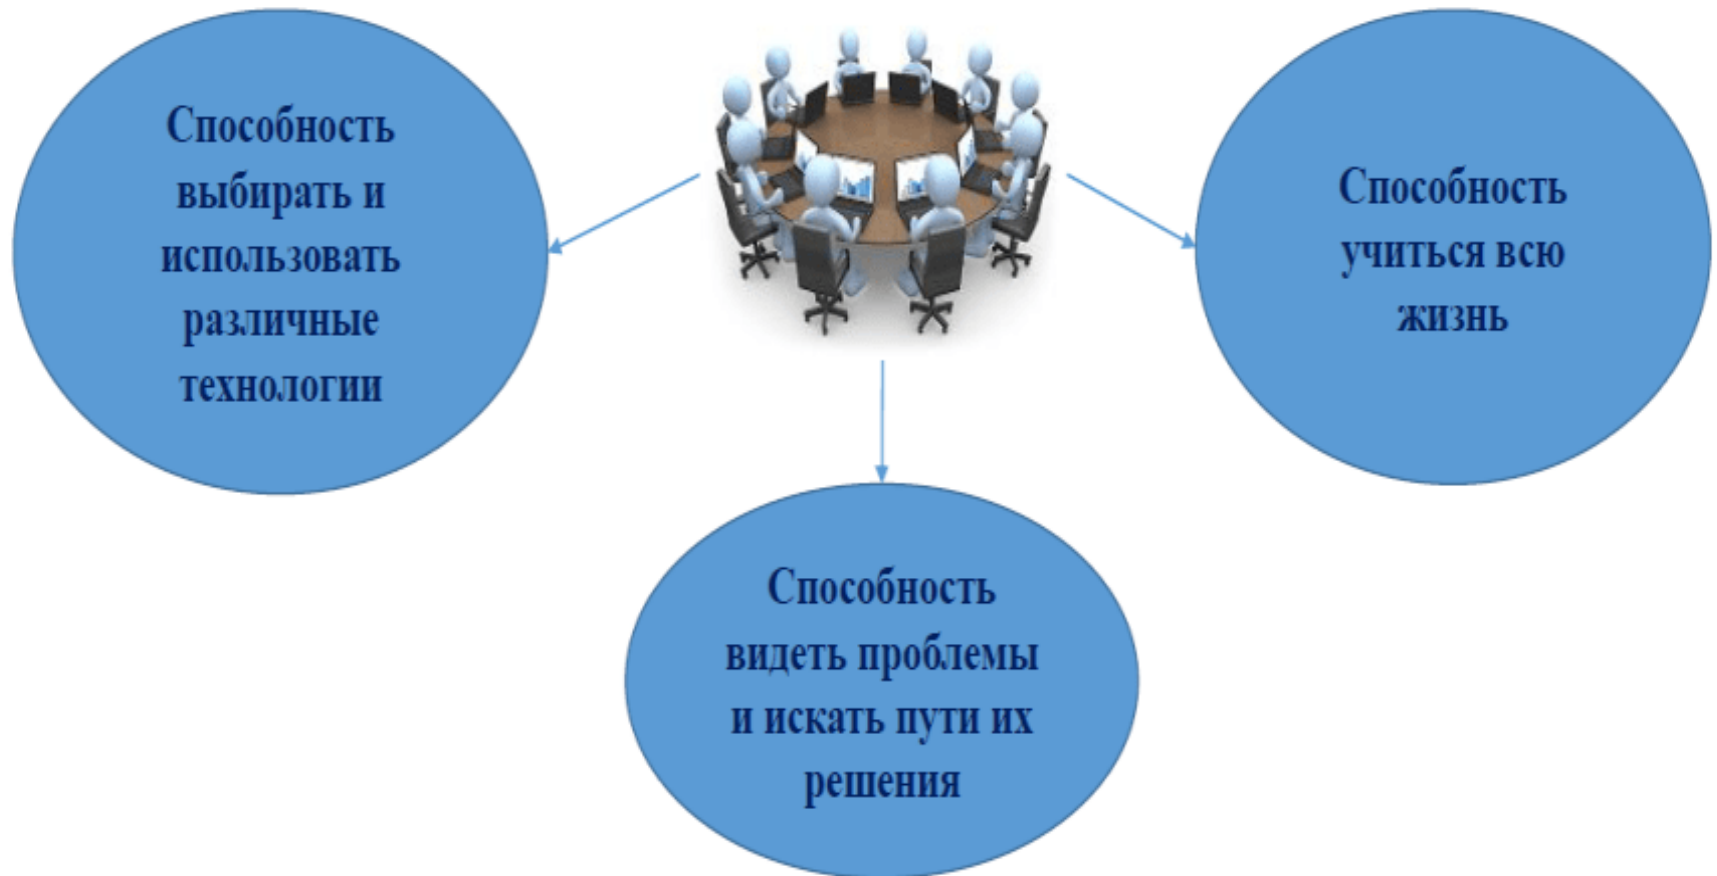 Способность
выбирать и
использовать
различные
технологии
Способность
учиться всю
жизнь
Способность
видеть проблемы
и искать пути их
решения